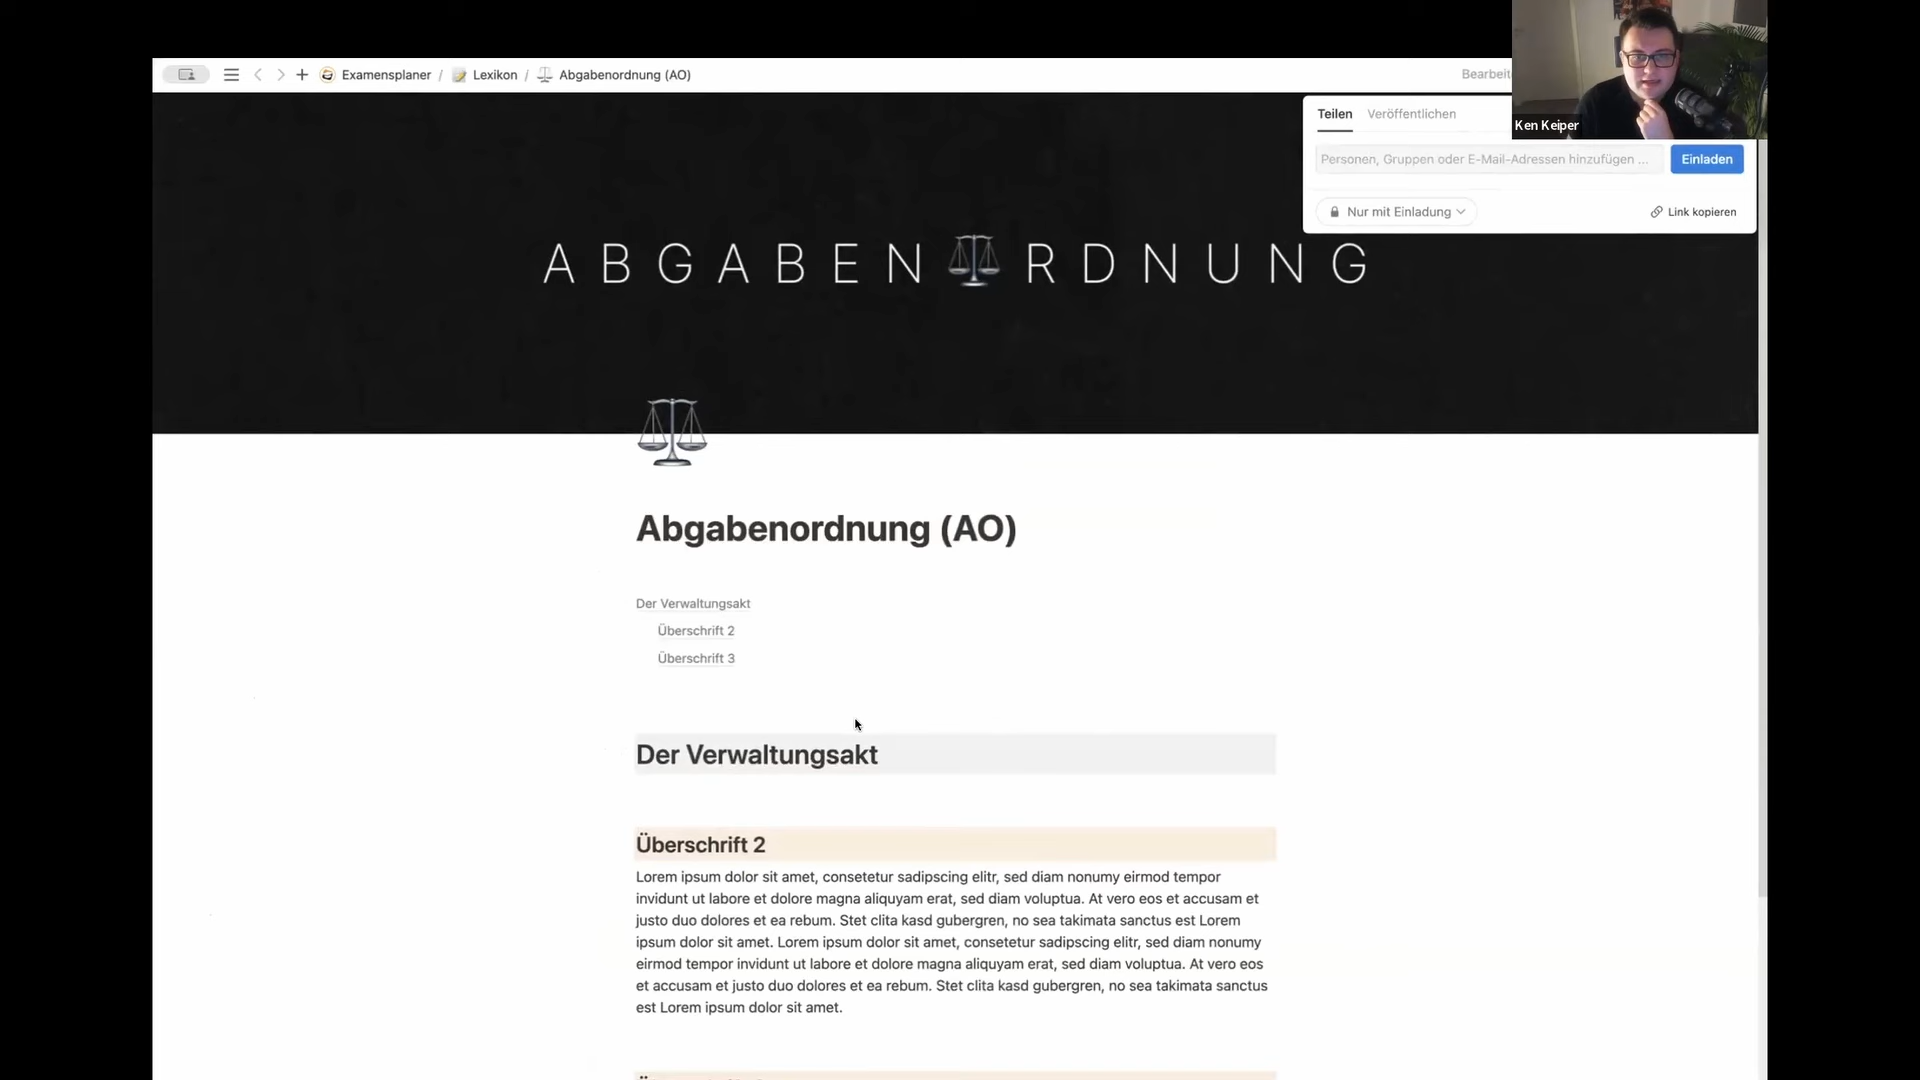 Examensplaner / Lexikon / Abgabenordnung (AO)
Teilen Veröffentlichen
Ken Keiper
Personen, Gruppen oder E-Mail-Adressen hinzufügen ...
Einladen
Nur mit Einladung
Link kopieren
ABGABEN RDNUNG
Abgabenordnung (AO)
Der Verwaltungsakt
Überschrift 2
Überschrift 3
Der Verwaltungsakt
Überschrift 2
Lorem ipsum dolor sit amet, consetetur sadipscing elitr, sed diam nonumy eirmod tempor
invidunt ut labore et dolore magna aliquyam erat, sed diam voluptua. At vero eos et accusam et
justo duo dolores et ea rebum. Stet clita kasd gubergren, no sea takimata sanctus est Lorem
ipsum dolor sit amet. Lorem ipsum dolor sit amet, consetetur sadipscing elitr, sed diam nonumy
eirmod tempor invidunt ut labore et dolore magna aliquyam erat, sed diam voluptua. At vero eos
et accusam et justo duo dolores et ea rebum. Stet clita kasd gubergren, no sea takimata sanctus
est Lorem ipsum dolor sit amet.